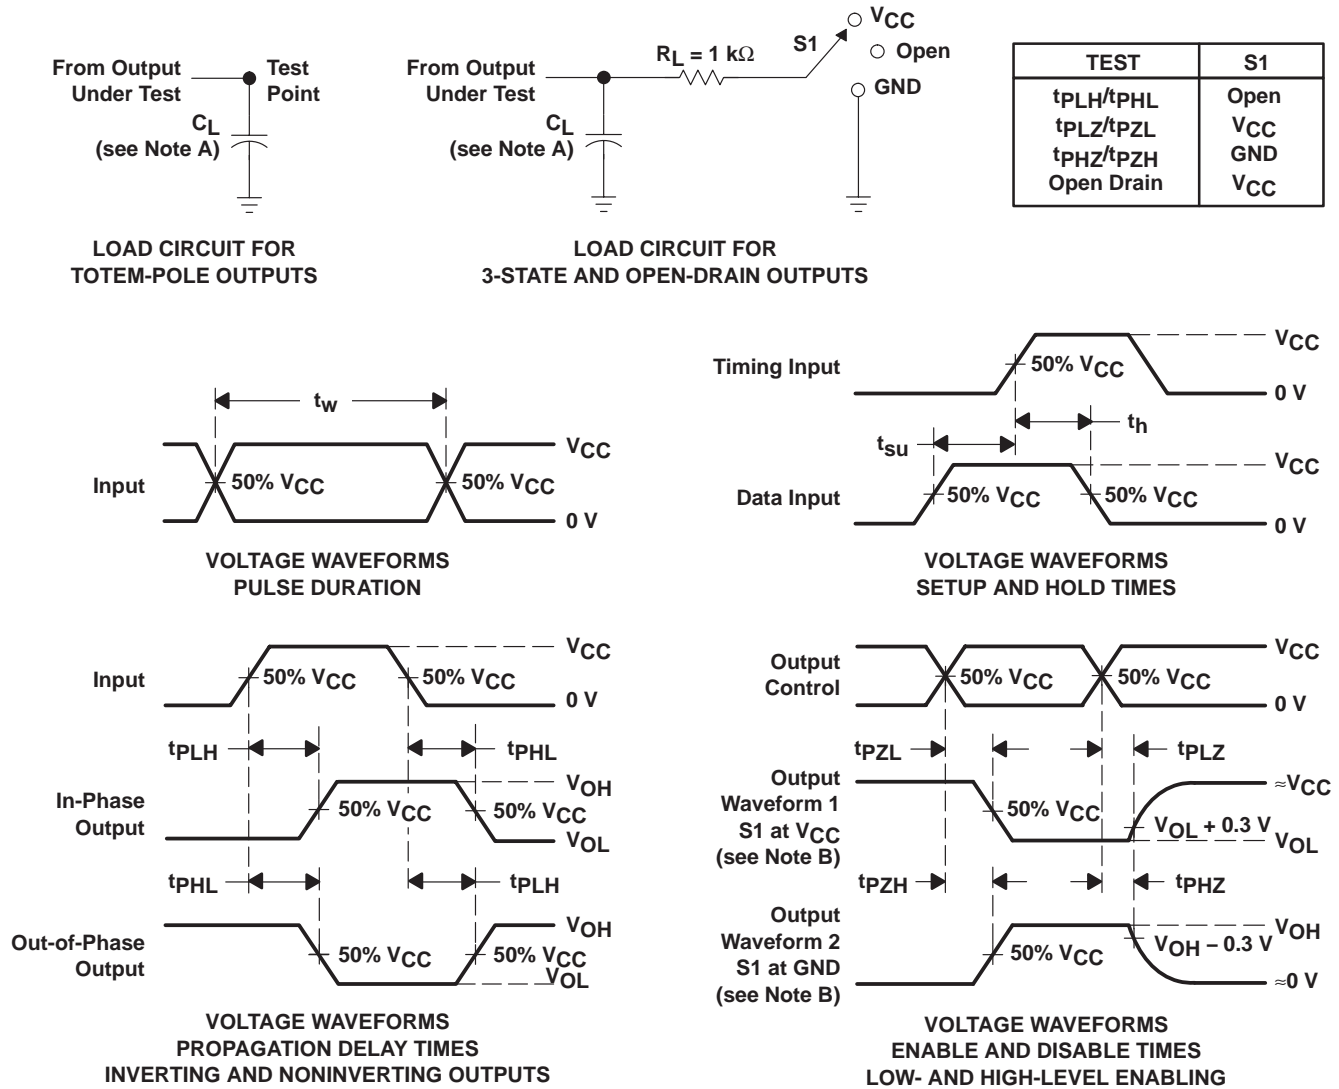 From Output
Under Test
Test
Point
CL
(see Note A)
LOAD CIRCUIT FOR
TOTEM-POLE OUTPUTS
From Output
Under Test
RL = 1 kΩ
S1
VCC
Open
GND
CL
(see Note A)
LOAD CIRCUIT FOR
3-STATE AND OPEN-DRAIN OUTPUTS
TEST S1
tPLH/tPHL Open
tPLZ/tPZL VCC
tPHZ/tPZH GND
Open Drain VCC
tw
Input
50% VCC
50% VCC
VCC
0 V
VOLTAGE WAVEFORMS
PULSE DURATION
Timing Input
50% VCC
VCC
0 V
tsu
th
Data Input
50% VCC
50% VCC
VCC
0 V
VOLTAGE WAVEFORMS
SETUP AND HOLD TIMES
Input
50% VCC
50% VCC
VCC
0 V
tPLH
tPHL
In-Phase
Output
50% VCC
50% VCC
VOH
VOL
tPHL
tPLH
Out-of-Phase
Output
50% VCC
50% VCC
VOH
VOL
VOLTAGE WAVEFORMS
PROPAGATION DELAY TIMES
INVERTING AND NONINVERTING OUTPUTS
Output
Control
50% VCC
50% VCC
VCC
0 V
tPZL
tPLZ
Output
Waveform 1
S1 at VCC
(see Note B)
50% VCC
≈VCC
VOL + 0.3 V
VOL
tPZH
tPHZ
Output
Waveform 2
S1 at GND
(see Note B)
50% VCC
VOH
VOH − 0.3 V
≈0 V
VOLTAGE WAVEFORMS
ENABLE AND DISABLE TIMES
LOW- AND HIGH-LEVEL ENABLING